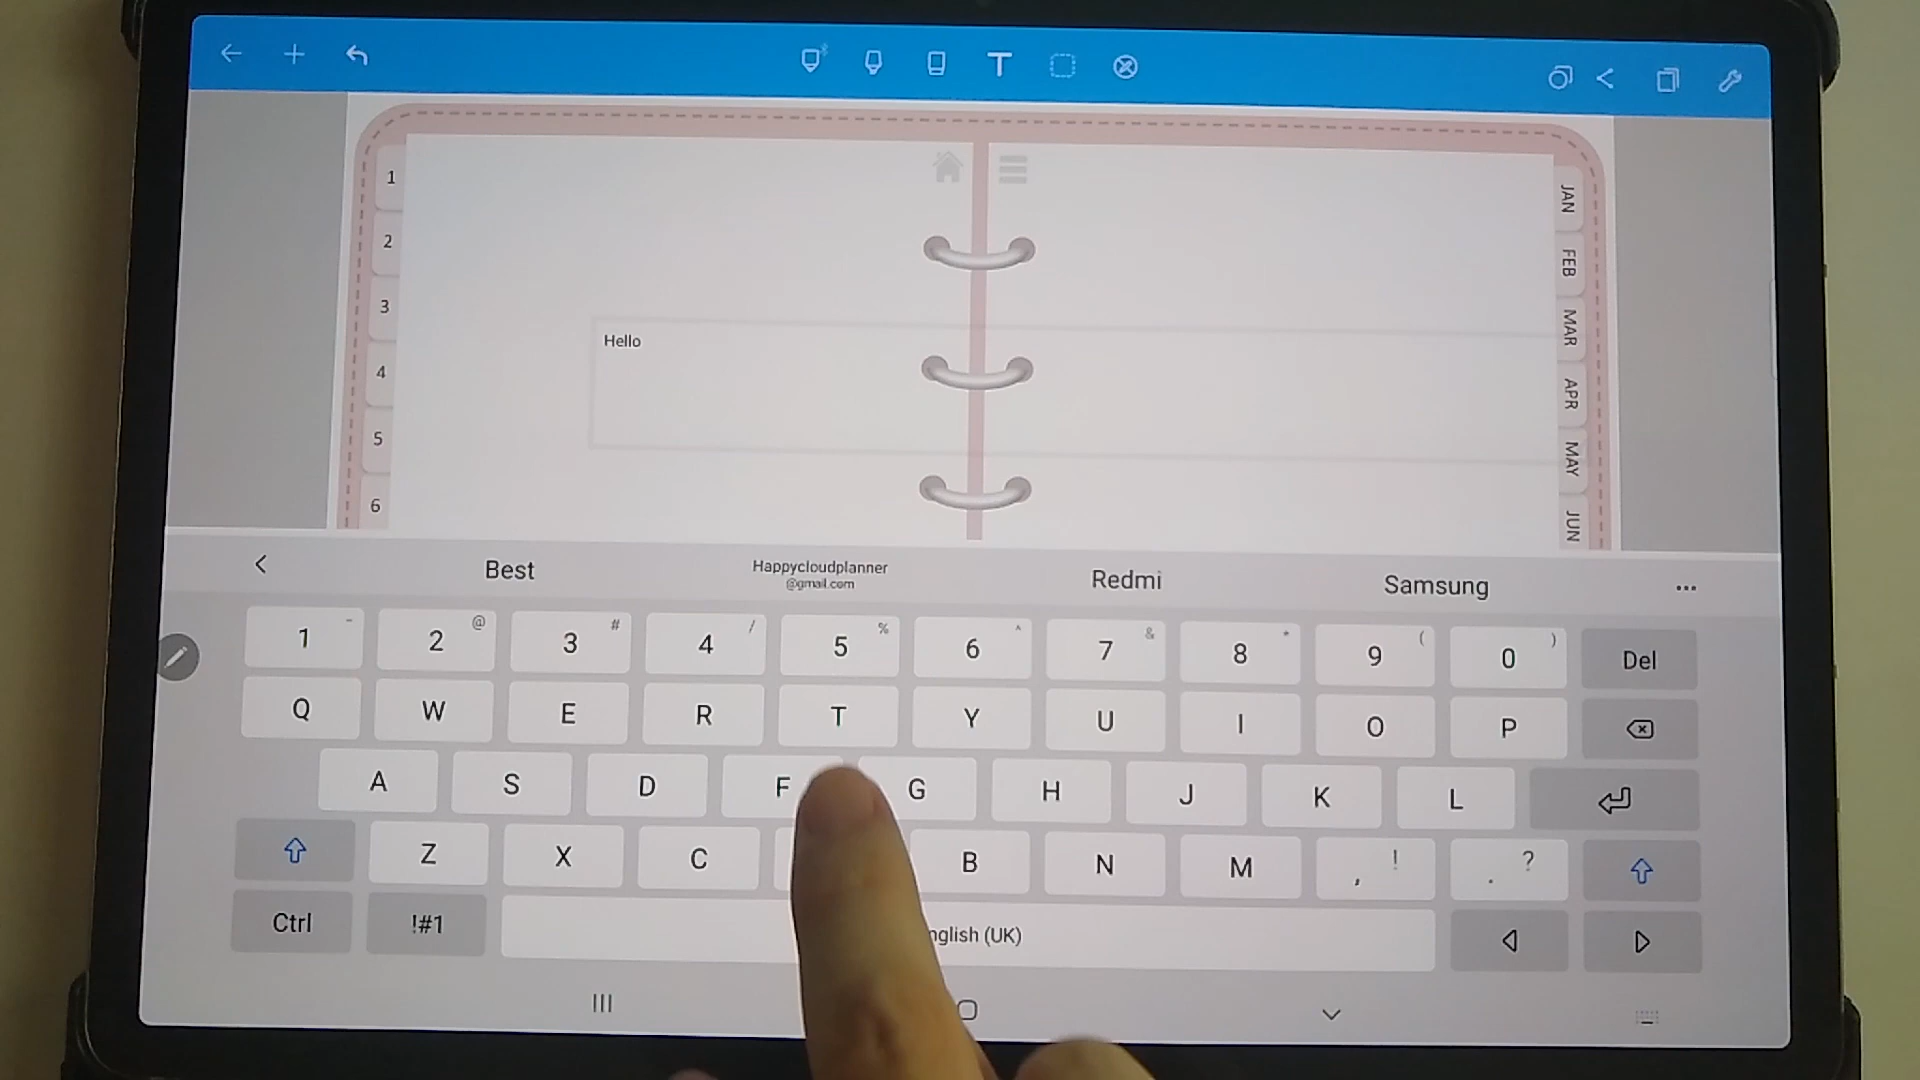 T
1
2
3
4
5
6
JAN
FEB
MAR
APR
MAY
JUN
Hello
Best
Happycloudplanner
@gmail.com
Redmi
Samsung
...
1 - 2 @ 3 # 4 / 5 % 6 ^ 7 & 8 * 9 ( 0 ) Del
Q W E R T Y U I O P
A S D F G H J K L
Z X C B N M , ! . ?
Ctrl !#1 nglish (UK)